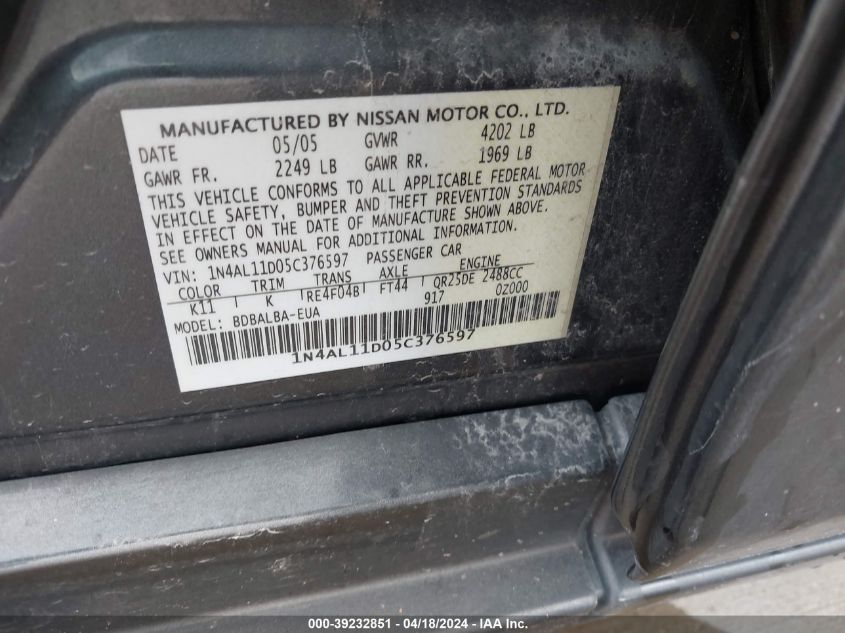 MANUFACTURED BY NISSAN MOTOR CO., LTD.
DATE 05/05 GVWR 4202 LB
GAWR FR. 2249 LB GAWR RR. 1969 LB
THIS VEHICLE CONFORMS TO ALL APPLICABLE FEDERAL MOTOR
VEHICLE SAFETY, BUMPER AND THEFT PREVENTION STANDARDS
IN EFFECT ON THE DATE OF MANUFACTURE SHOWN ABOVE.
SEE OWNERS MANUAL FOR ADDITIONAL INFORMATION.
VIN: 1N4AL11D05C376597 PASSENGER CAR
COLOR TRIM TRANS AXLE ENGINE
K11 K RE4F04B FT44 QR25DE 2488CC
917 0Z000
MODEL: BDBALBA-EUA
1N4AL11D05C376597
000-39232851 - 04/18/2024 - IAAI Inc.